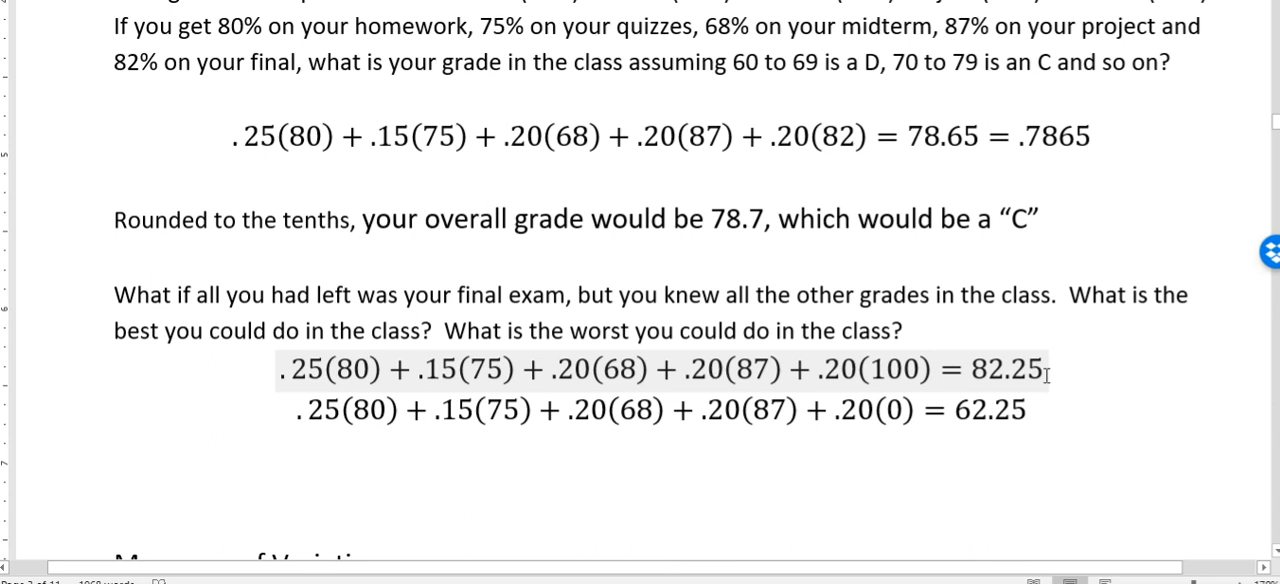 If you get 80% on your homework, 75% on your quizzes, 68% on your midterm, 87% on your project and
82% on your final, what is your grade in the class assuming 60 to 69 is a D, 70 to 79 is an C and so on?
.25(80) + .15(75) + .20(68) + .20(87) + .20(82) = 78.65 = .7865
Rounded to the tenths, your overall grade would be 78.7, which would be a “C”
What if all you had left was your final exam, but you knew all the other grades in the class.  What is the
best you could do in the class?  What is the worst you could do in the class?
.25(80) + .15(75) + .20(68) + .20(87) + .20(100) = 82.25
.25(80) + .15(75) + .20(68) + .20(87) + .20(0) = 62.25